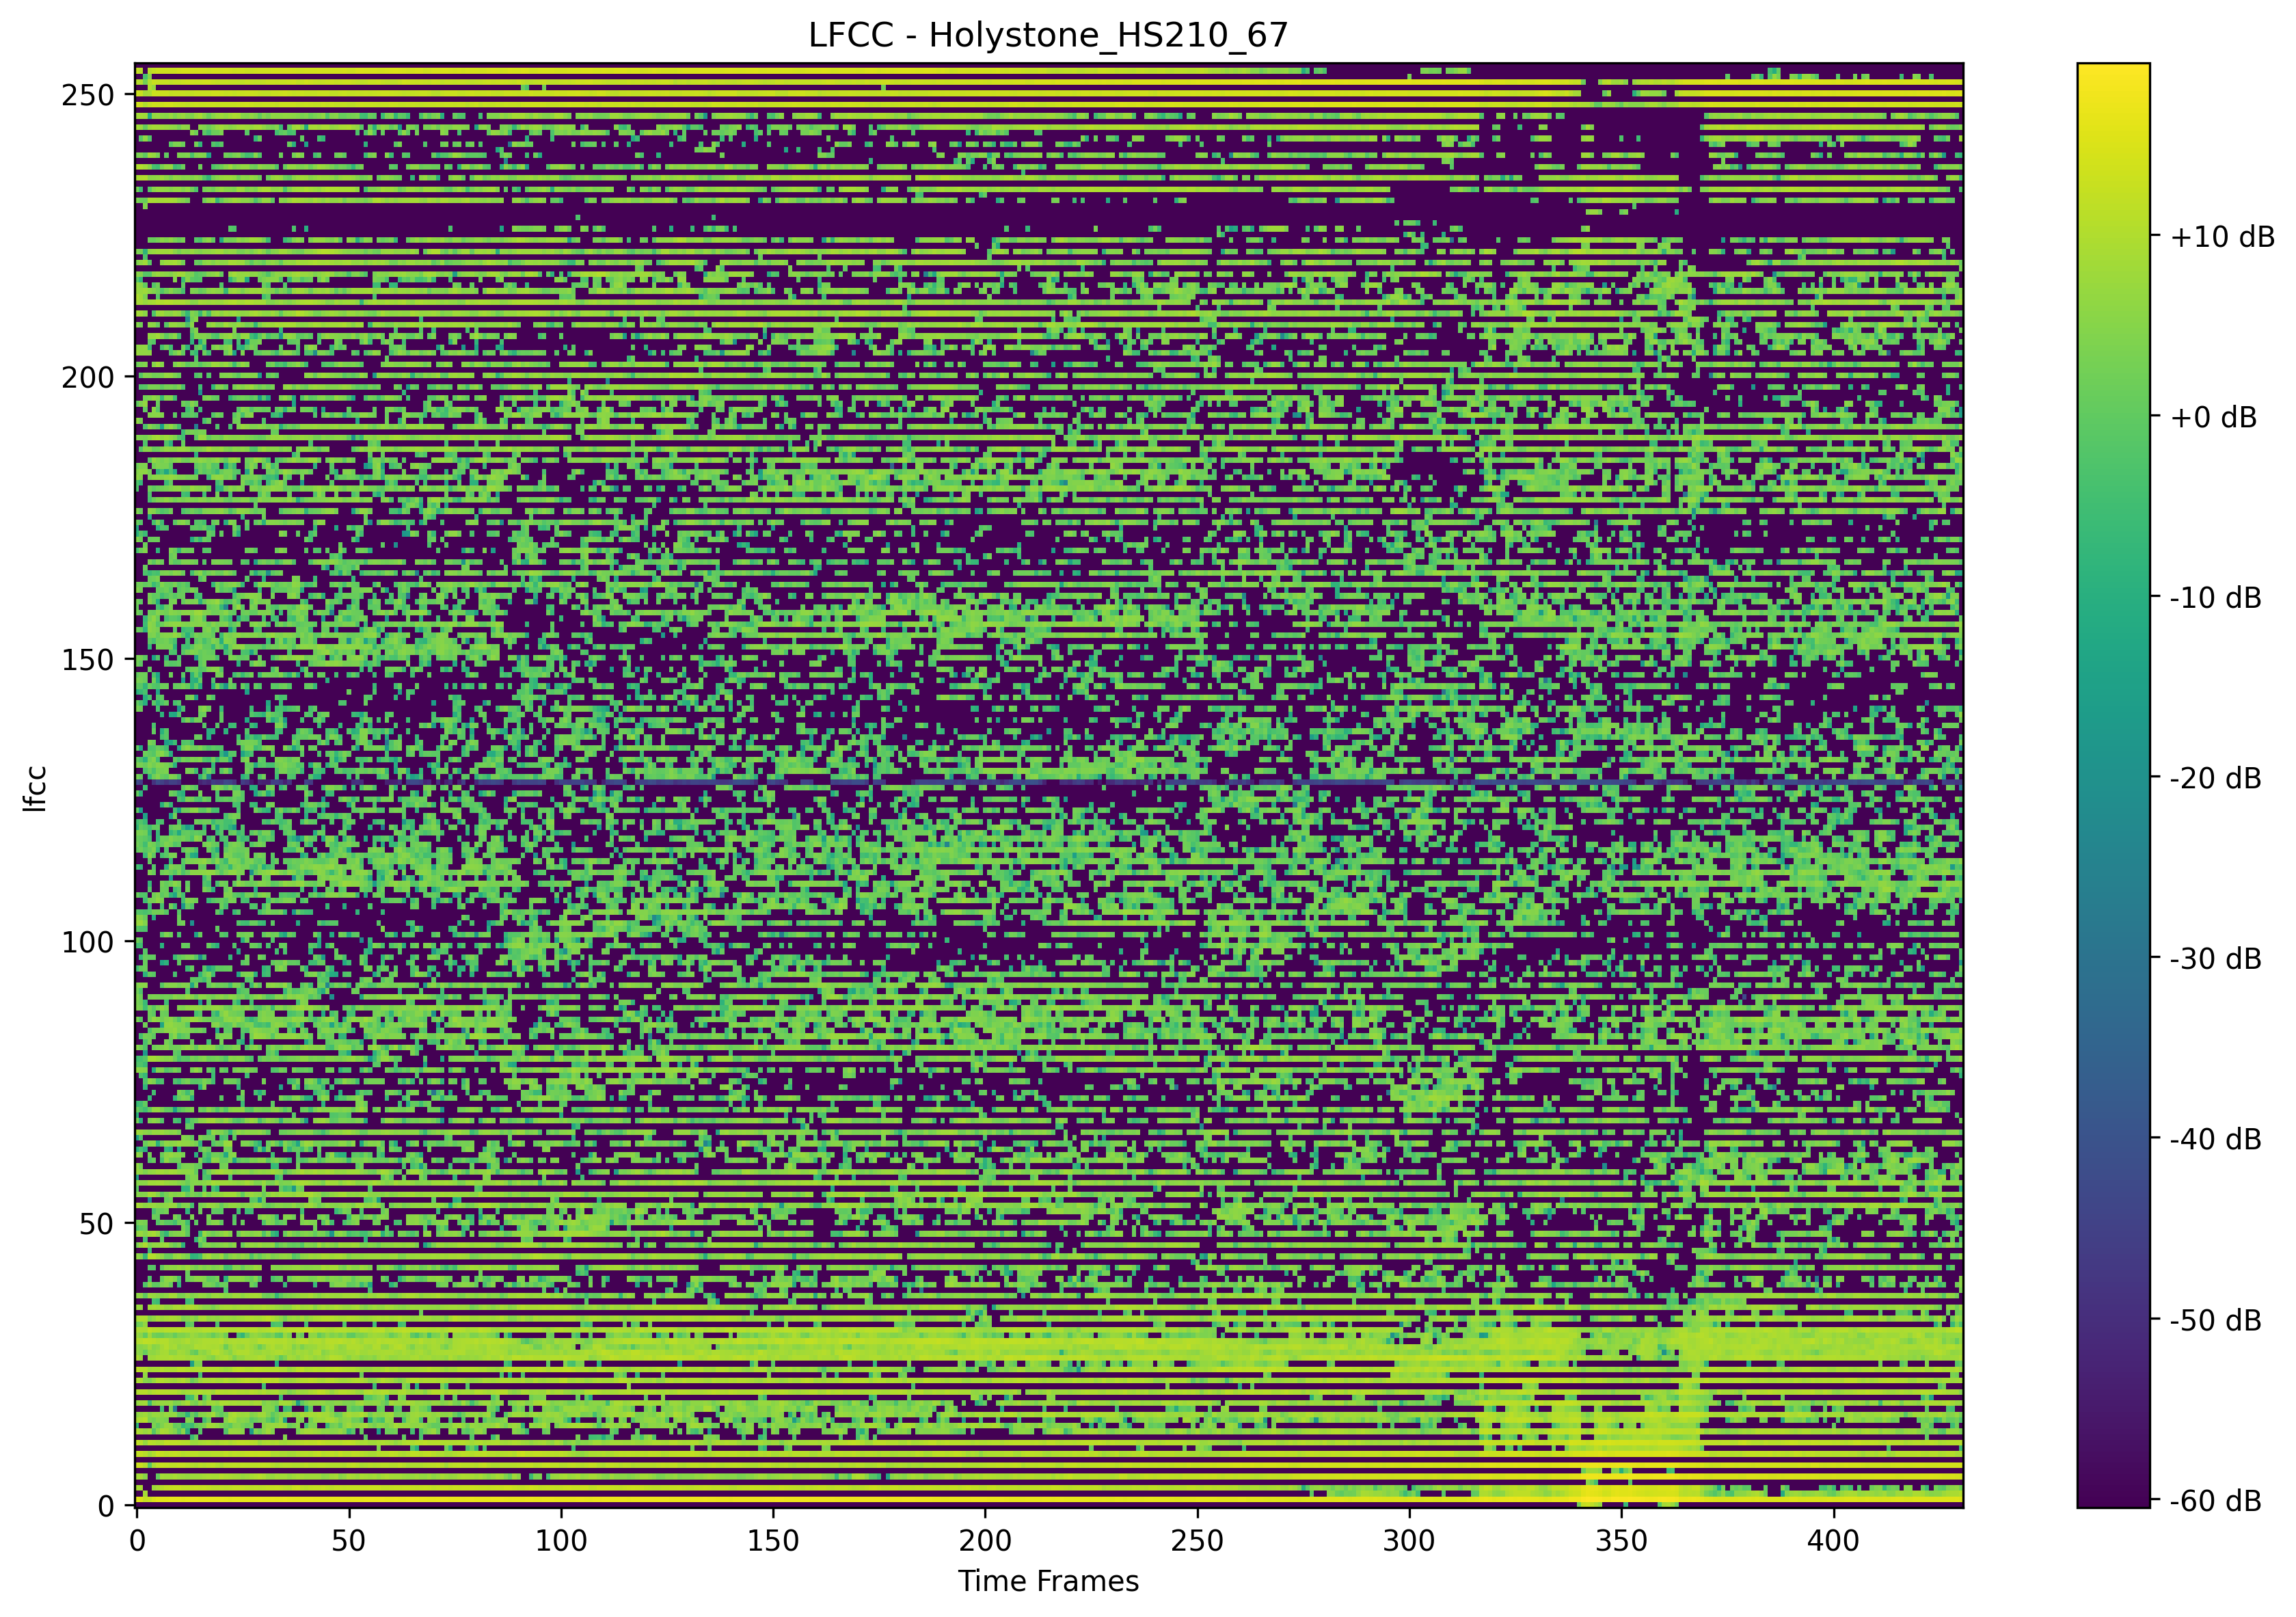 LFCC - Holystone_HS210_67
250
200
150
100
50
0
lfcc
0 50 100 150 200 250 300 350 400
Time Frames
+10 dB
+0 dB
-10 dB
-20 dB
-30 dB
-40 dB
-50 dB
-60 dB